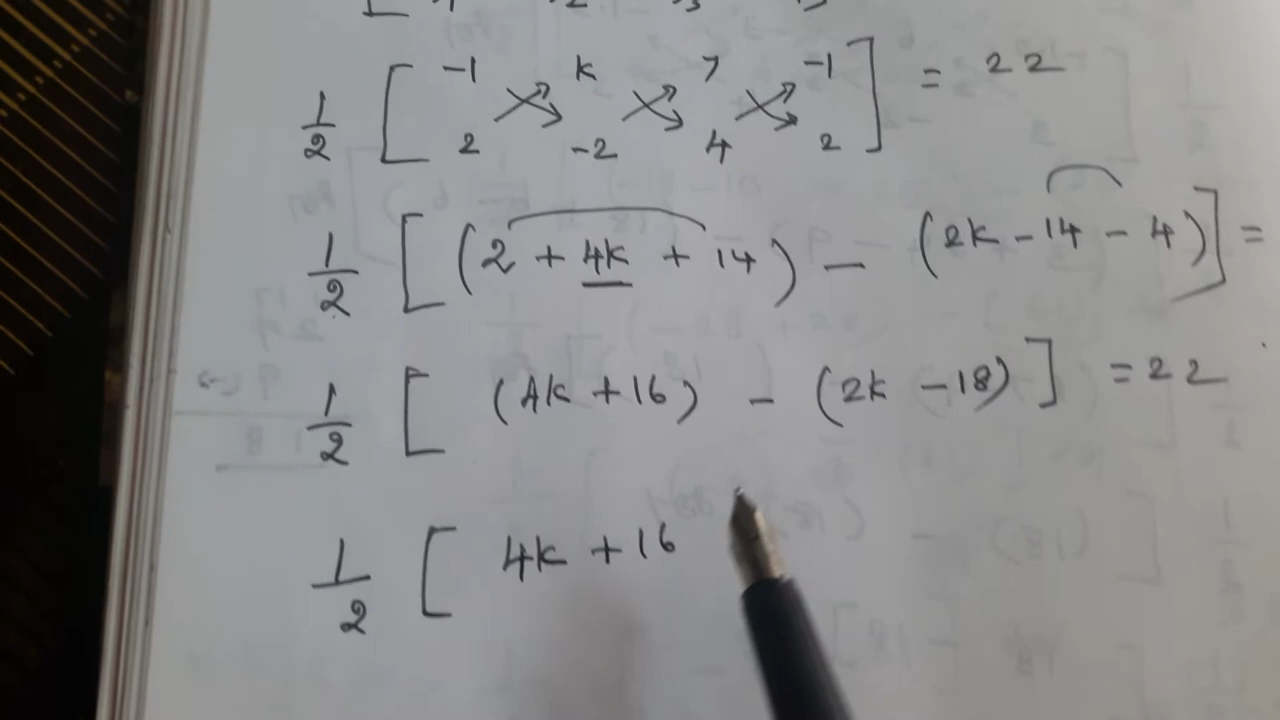 1/2 [ -1 k 7 -1 ] = 22
2 -2 4 2
1/2 [ (2 + 4k + 14) - (2k - 14 - 4) ] =
1/2 [ (4k + 16) - (2k - 18) ] = 22
1/2 [ 4k + 16